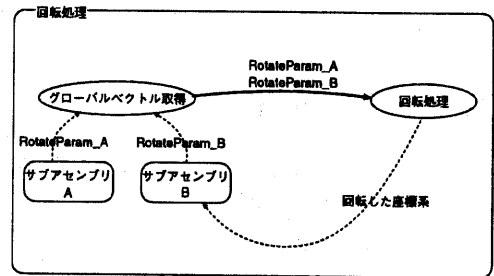 回転処理
RotateParam_A
RotateParam_B
グローバルベクトル取得
回転処理
RotateParam_A
RotateParam_B
サブアセンブリ
A
サブアセンブリ
B
回転した座標系